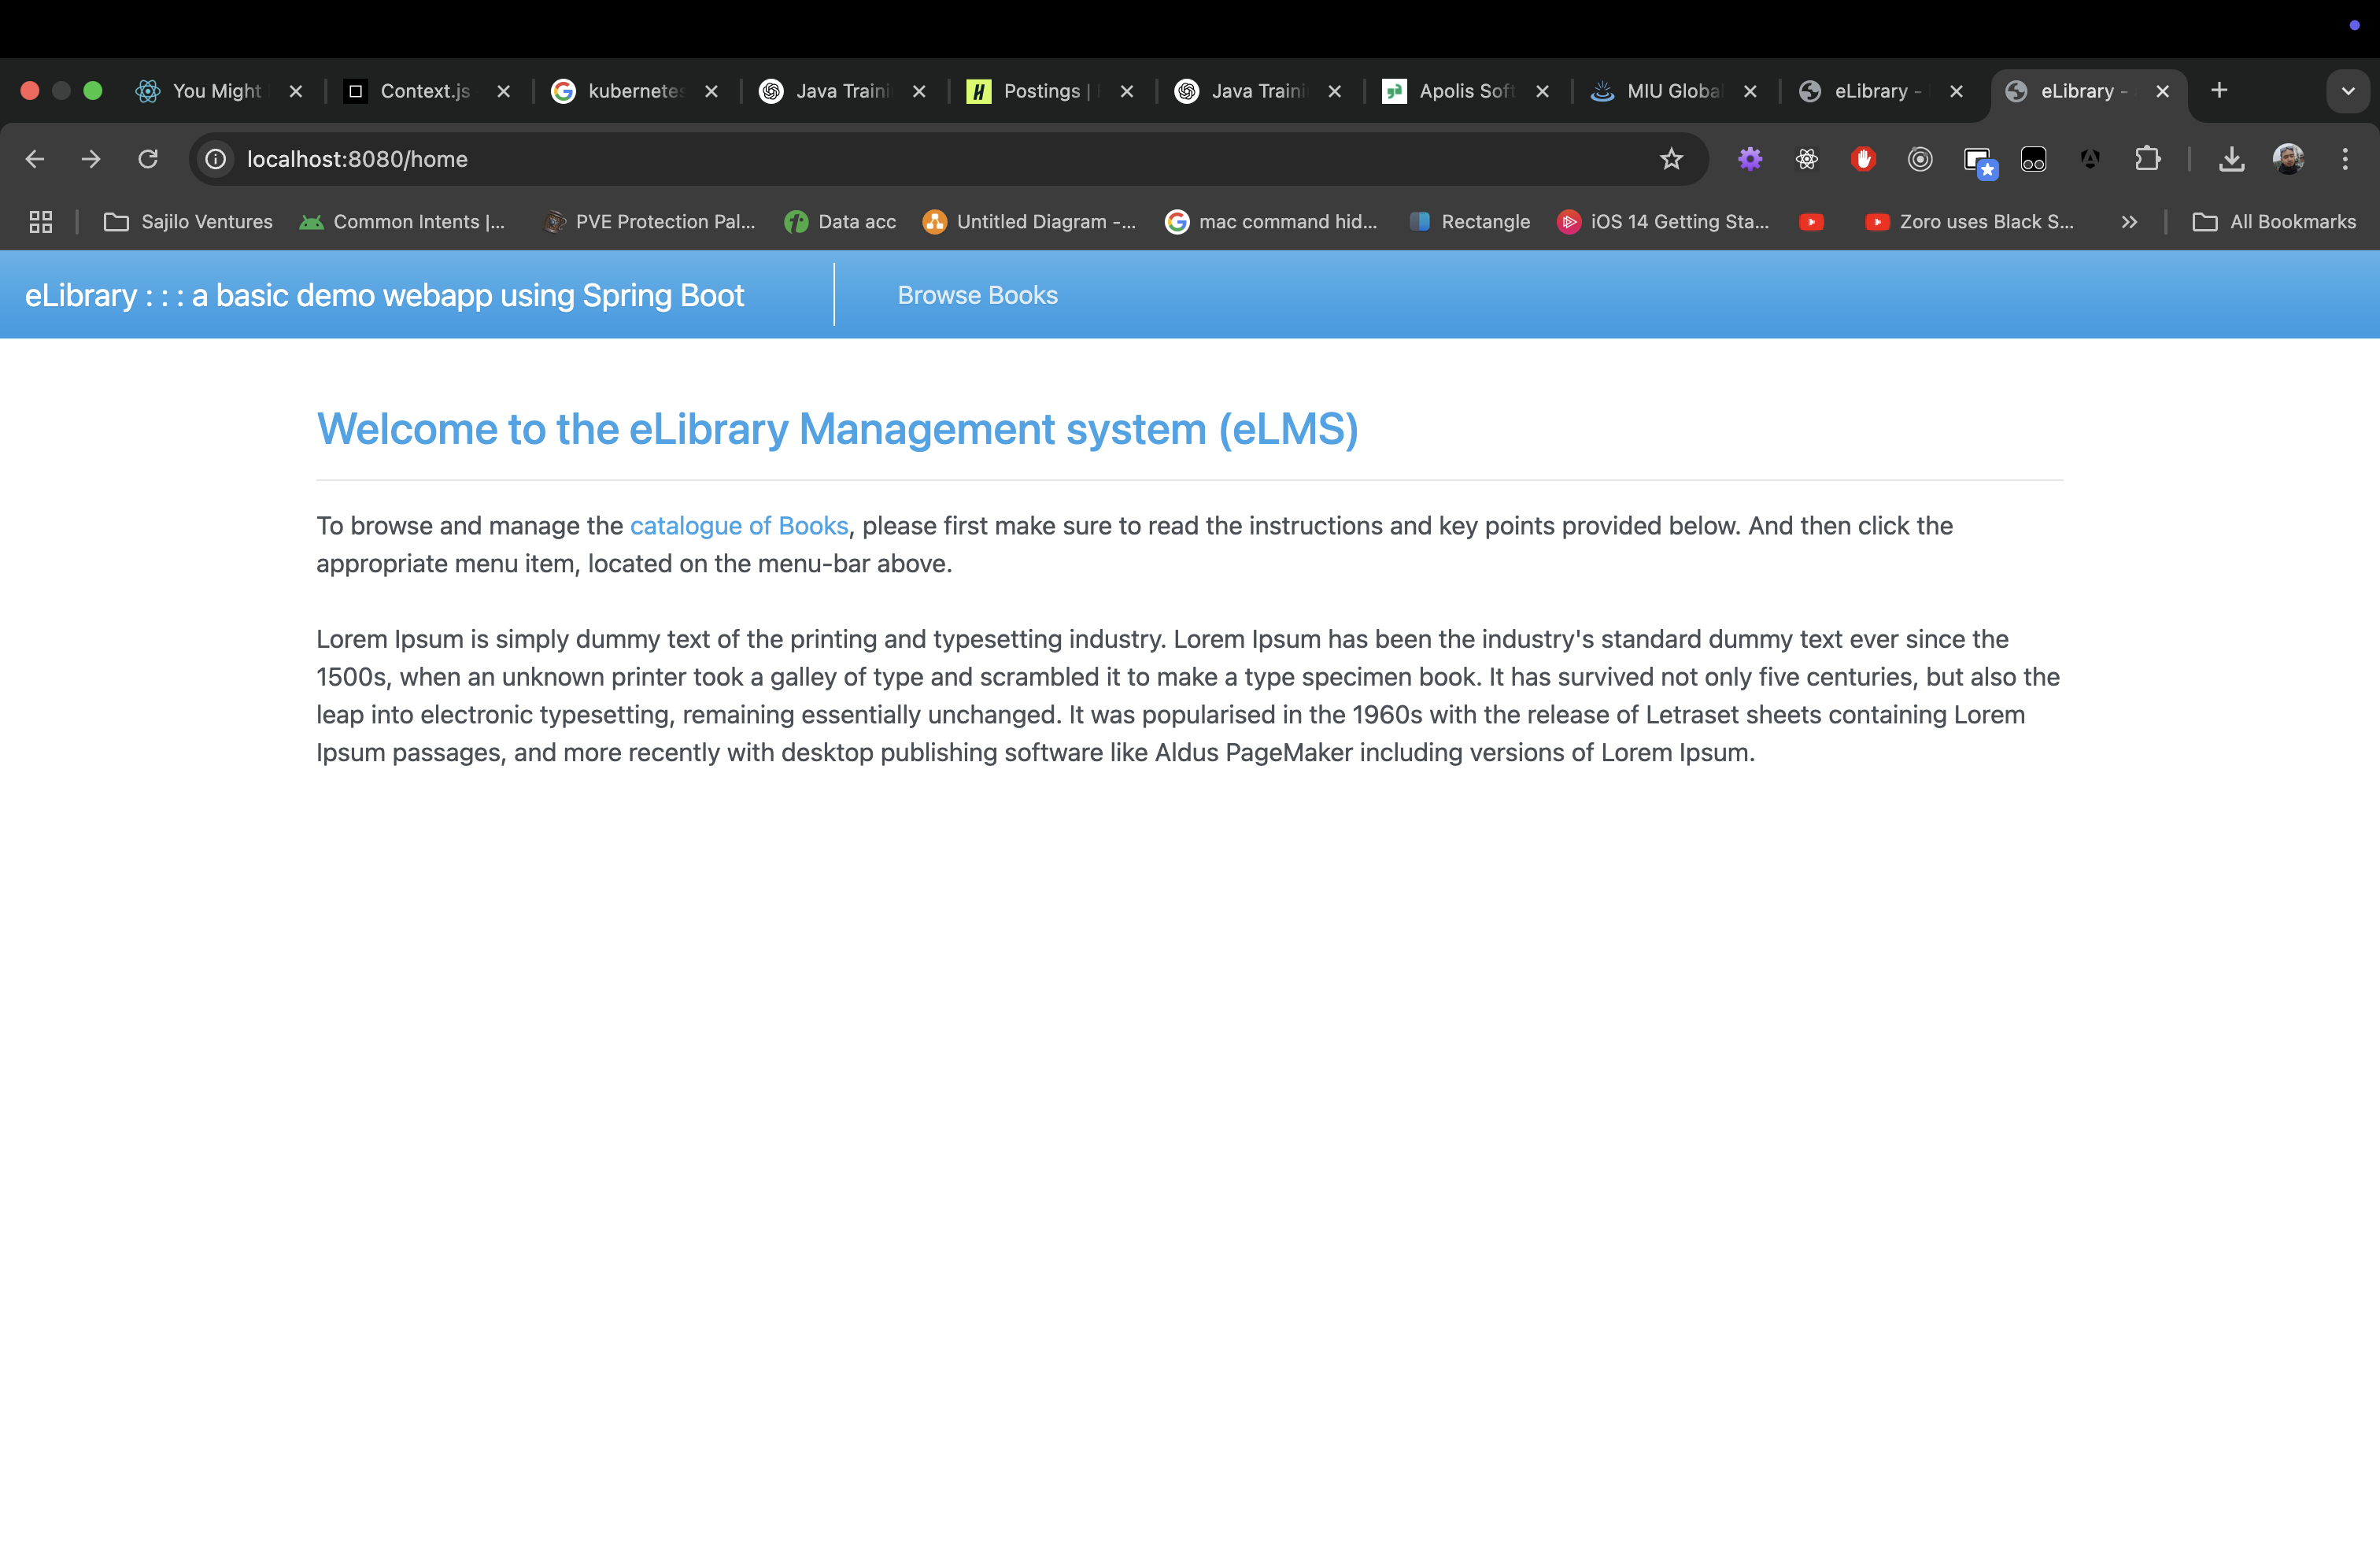 You Might
Context.js
kubernetes
Java Traini
Postings |
Java Traini
Apolis Soft
MIU Global
eLibrary -
eLibrary -
localhost:8080/home
Sajilo Ventures
Common Intents |...
PVE Protection Pal...
Data acc
Untitled Diagram -...
mac command hid...
Rectangle
iOS 14 Getting Sta...
Zoro uses Black S...
All Bookmarks
eLibrary : : : a basic demo webapp using Spring Boot
Browse Books
Welcome to the eLibrary Management system (eLMS)
To browse and manage the catalogue of Books, please first make sure to read the instructions and key points provided below. And then click the
appropriate menu item, located on the menu-bar above.
Lorem Ipsum is simply dummy text of the printing and typesetting industry. Lorem Ipsum has been the industry's standard dummy text ever since the
1500s, when an unknown printer took a galley of type and scrambled it to make a type specimen book. It has survived not only five centuries, but also the
leap into electronic typesetting, remaining essentially unchanged. It was popularised in the 1960s with the release of Letraset sheets containing Lorem
Ipsum passages, and more recently with desktop publishing software like Aldus PageMaker including versions of Lorem Ipsum.